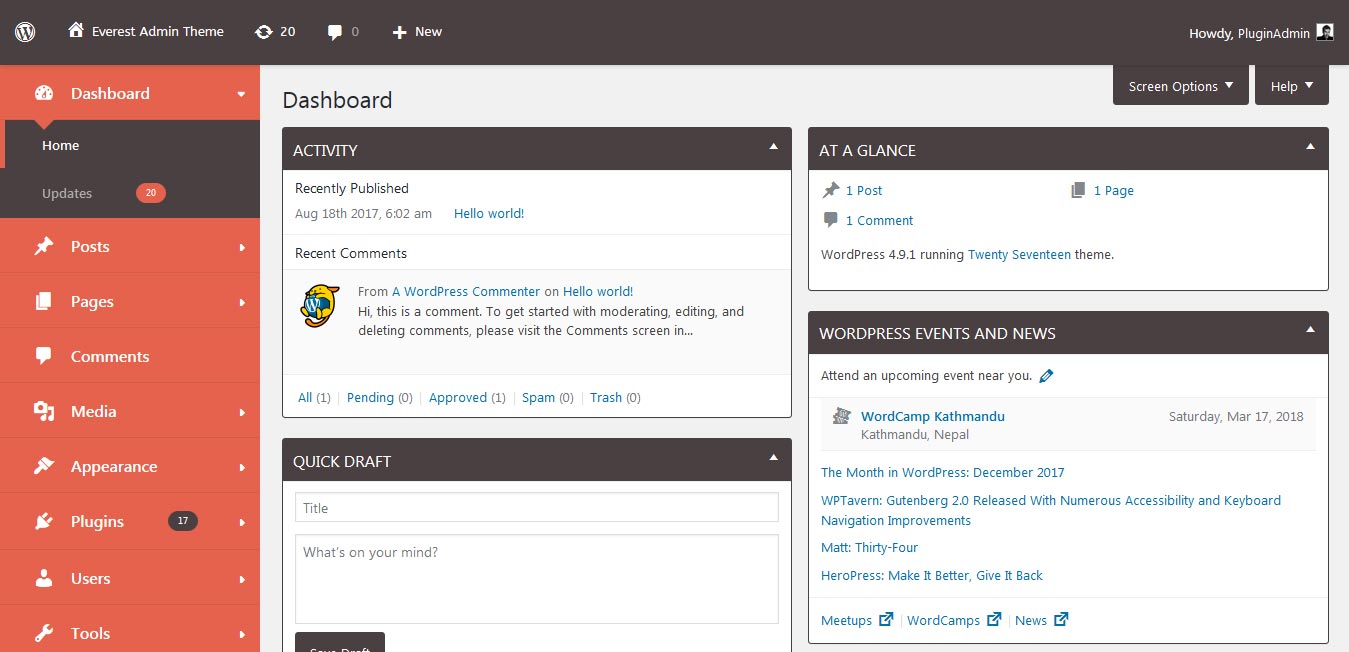 Everest Admin Theme 20 0 New
Howdy, PluginAdmin
Dashboard
Home
Updates 20
Posts
Pages
Comments
Media
Appearance
Plugins 17
Users
Tools
Screen Options
Help
Dashboard
ACTIVITY
Recently Published
Aug 18th 2017, 6:02 am Hello world!
Recent Comments
From A WordPress Commenter on Hello world!
Hi, this is a comment. To get started with moderating, editing, and
deleting comments, please visit the Comments screen in...
All (1) | Pending (0) | Approved (1) | Spam (0) | Trash (0)
QUICK DRAFT
Title
What's on your mind?
Save Draft
AT A GLANCE
1 Post 1 Page
1 Comment
WordPress 4.9.1 running Twenty Seventeen theme.
WORDPRESS EVENTS AND NEWS
Attend an upcoming event near you.
WordCamp Kathmandu Saturday, Mar 17, 2018
Kathmandu, Nepal
The Month in WordPress: December 2017
WPTavern: Gutenberg 2.0 Released With Numerous Accessibility and Keyboard
Navigation Improvements
Matt: Thirty-Four
HeroPress: Make It Better, Give It Back
Meetups | WordCamps | News